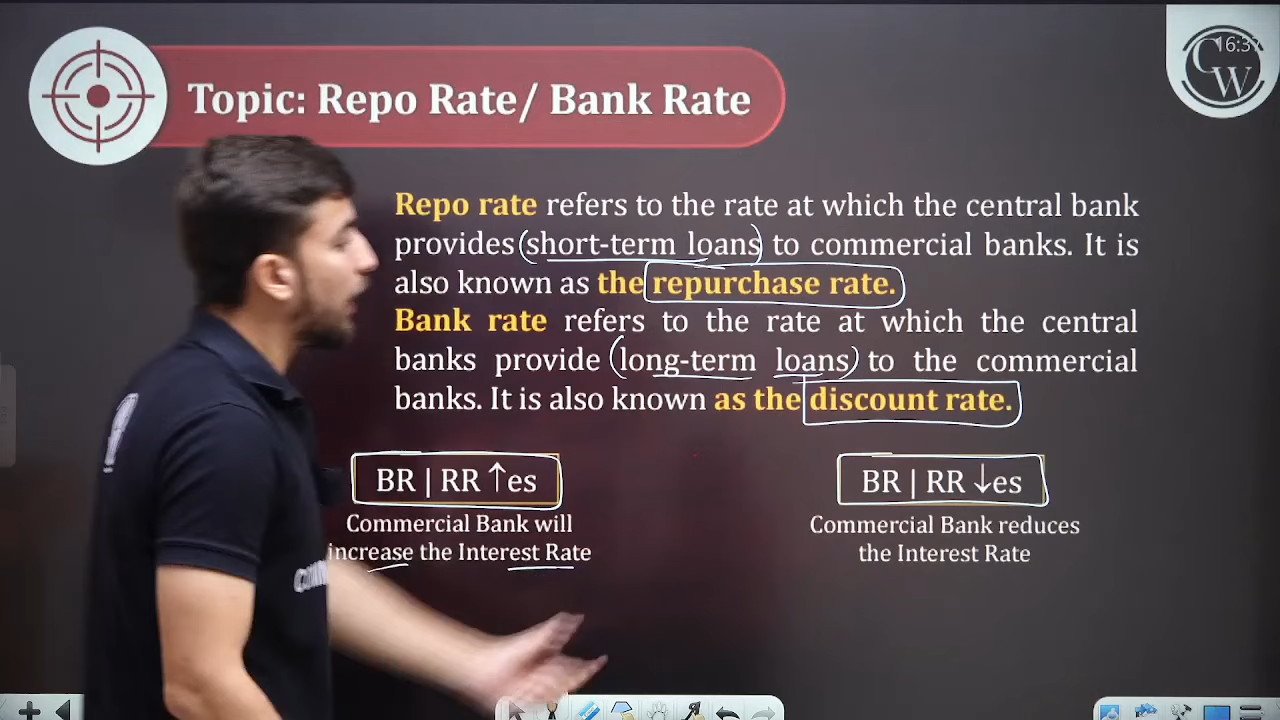 Topic: Repo Rate/ Bank Rate
CW
Repo rate refers to the rate at which the central bank
provides (short-term loans) to commercial banks. It is
also known as the repurchase rate.
Bank rate refers to the rate at which the central
banks provide (long-term loans) to the commercial
banks. It is also known as the discount rate.
BR | RR ↑es
Commercial Bank will
increase the Interest Rate
BR | RR ↓es
Commercial Bank reduces
the Interest Rate